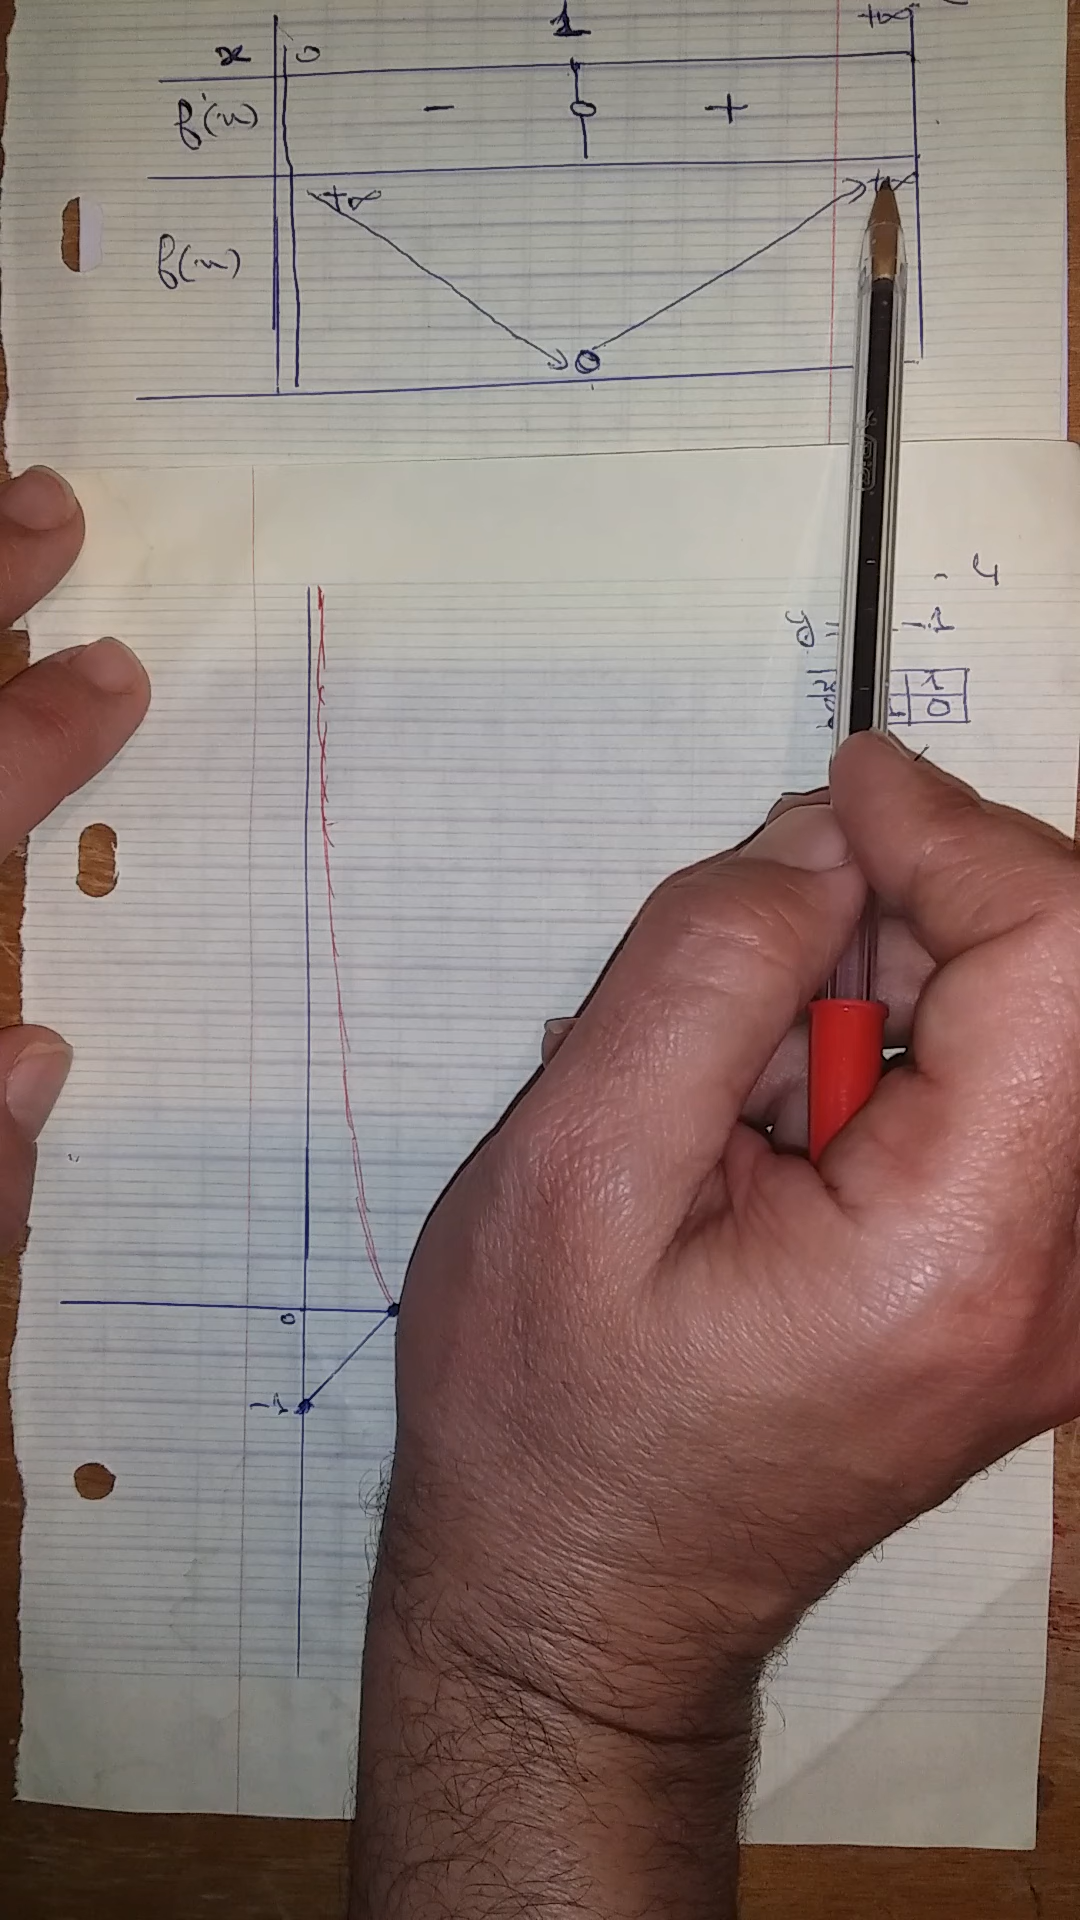 x 0 1 +∞
f'(x) - 0 +
f(x) +∞ 0 +∞
-1
1
0
0
-1